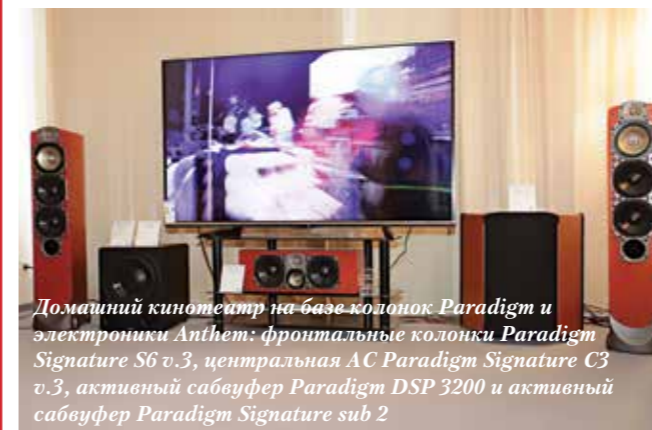 Домашний кинотеатр на базе колонок Paradigm и
электроники Anthem: фронтальные колонки Paradigm
Signature S6 v.3, центральная АС Paradigm Signature C3
v.3, активный сабвуфер Paradigm DSP 3200 и активный
сабвуфер Paradigm Signature sub 2